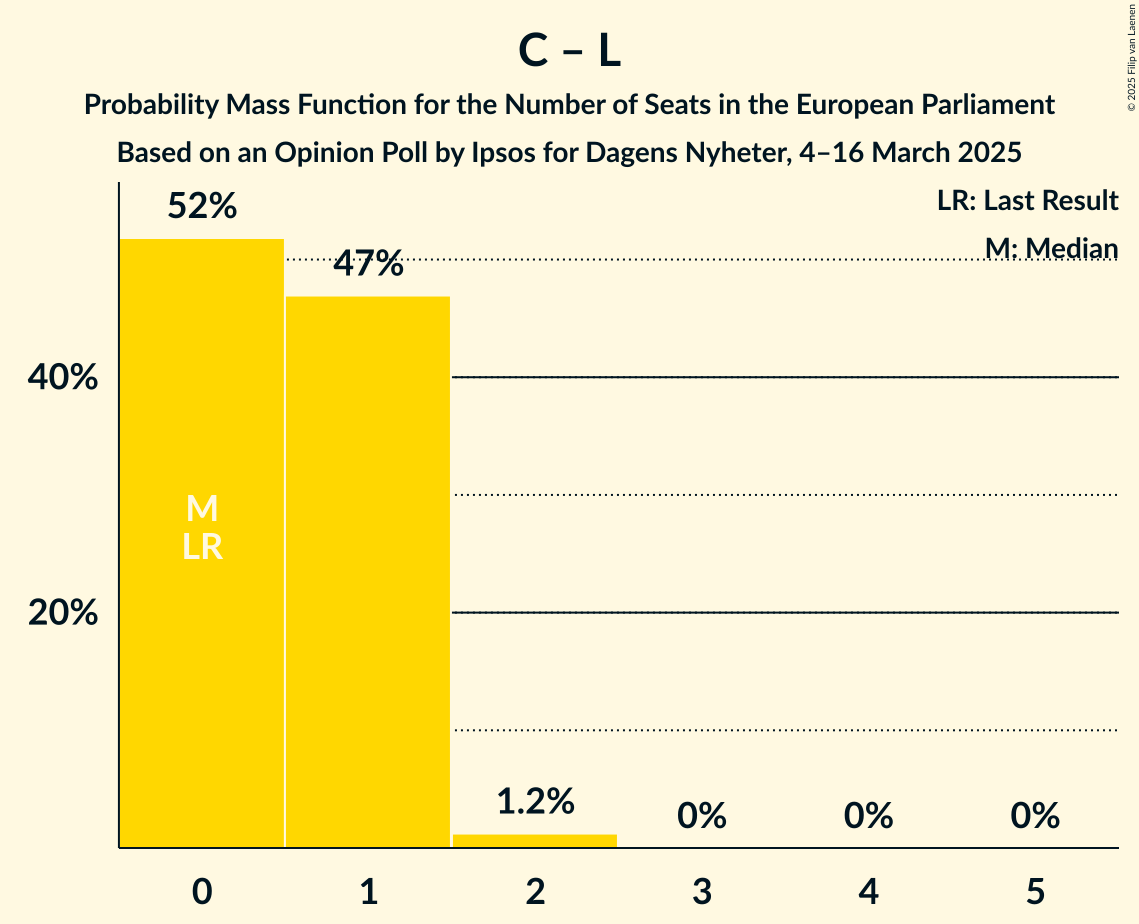 C – L
Probability Mass Function for the Number of Seats in the European Parliament
Based on an Opinion Poll by Ipsos for Dagens Nyheter, 4–16 March 2025
© 2025 Filip van Laenen
LR: Last Result
M: Median
52%
47%
40%
M
LR
20%
1.2%
0%
0%
0%
0
1
2
3
4
5